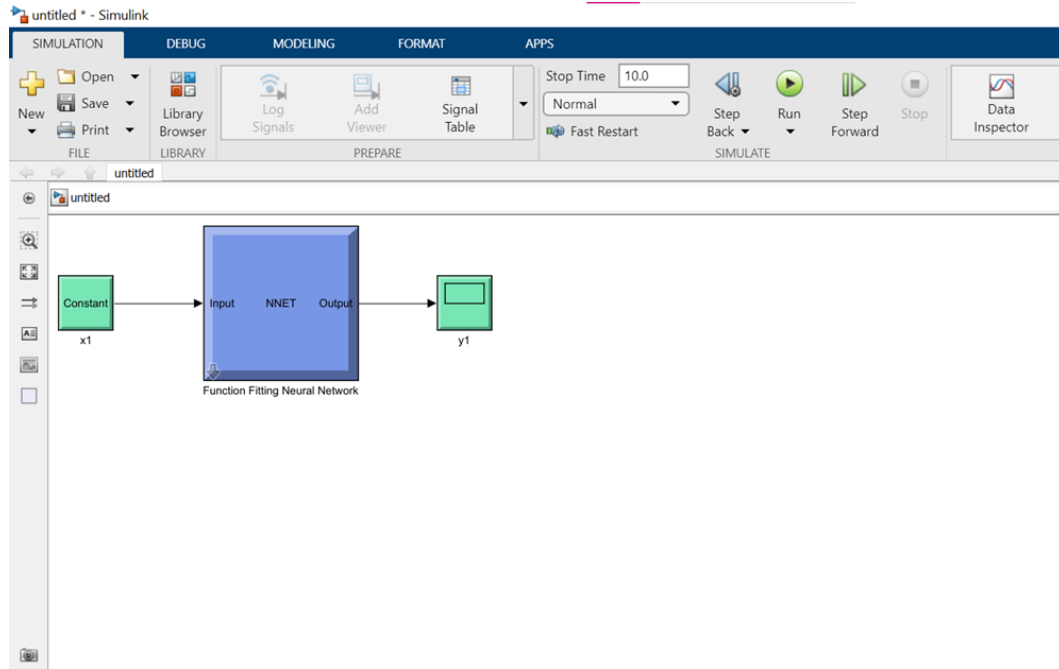 untitled * - Simulink
SIMULATION DEBUG MODELING FORMAT APPS
New
Open
Save
Print
FILE
Library
Browser
LIBRARY
Log
Signals
Add
Viewer
Signal
Table
PREPARE
Stop Time 10.0
Normal
Fast Restart
Step
Back
Run
Step
Forward
Stop
SIMULATE
Data
Inspector
untitled
untitled
Constant
x1
Input NNET Output
Function Fitting Neural Network
y1